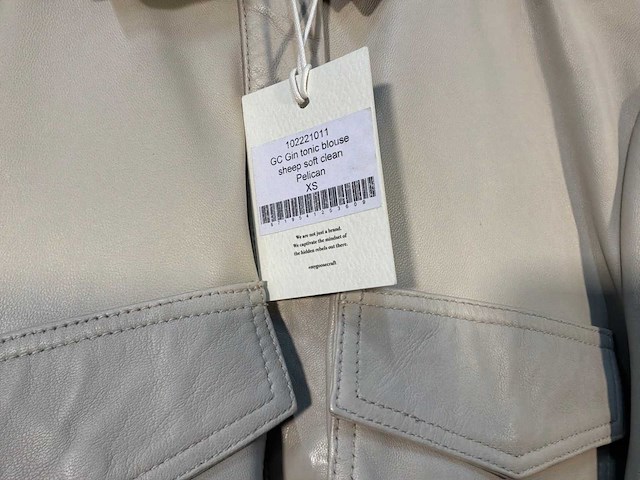 102221011
GC Gin tonic blouse
sheep soft clean
Pelican
XS
We are not just a brand.
We captivate the mindset of
the hidden rebels out there.